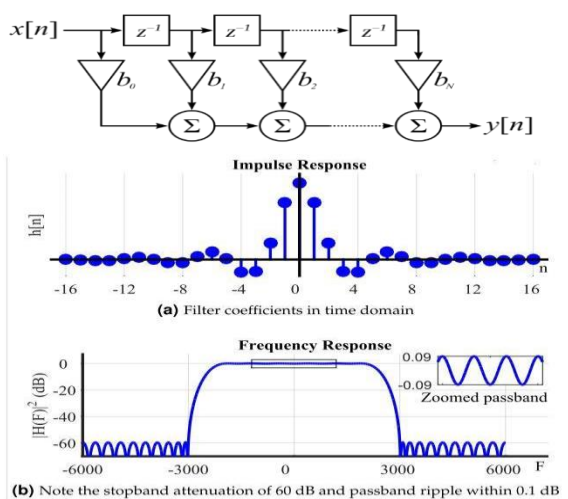 x[n] z⁻¹ z⁻¹ z⁻¹
b₀ b₁ b₂ b_N
Σ Σ Σ y[n]
Impulse Response
h[n]
n
-16 -12 -8 -4 0 4 8 12 16
(a) Filter coefficients in time domain
Frequency Response
|H(F)|² (dB)
0
-20
-40
-60
0.09
-0.09
Zoomed passband
-6000 -3000 0 3000 6000 F
(b) Note the stopband attenuation of 60 dB and passband ripple within 0.1 dB